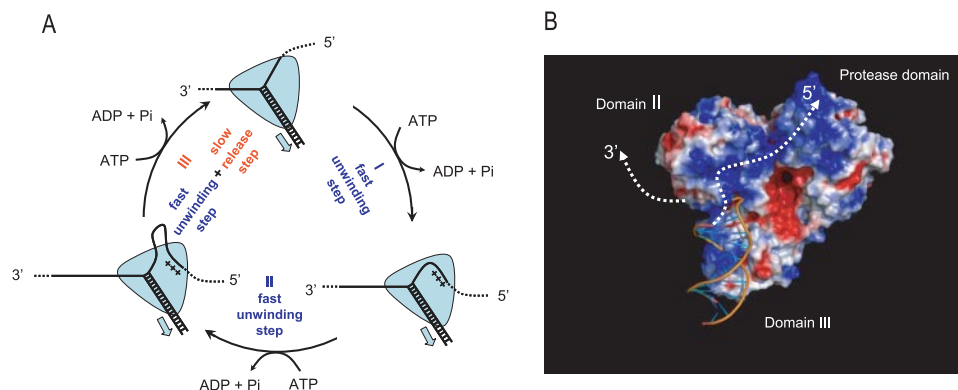 A
5’
3’
ADP + Pi
ATP
III
slow
release
step
+
fast
unwinding
step
ATP
ADP + Pi
I
fast
unwinding
step
3’
5’
+++
II
fast
unwinding
step
3’
5’
+++
ADP + Pi
ATP
B
Protease domain
5’
Domain II
3’
Domain III